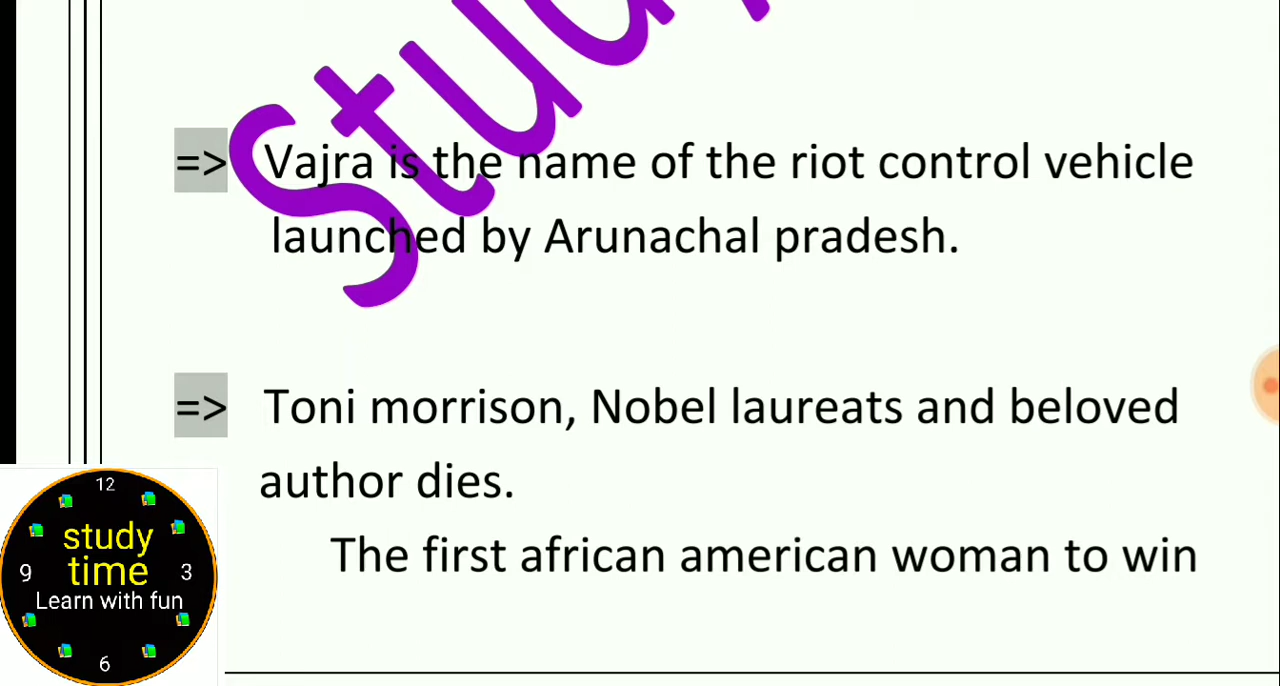 Study
=> Vajra is the name of the riot control vehicle
launched by Arunachal pradesh.
=> Toni morrison, Nobel laureats and beloved
author dies.
The first african american woman to win
12
study
time
9
3
Learn with fun
6